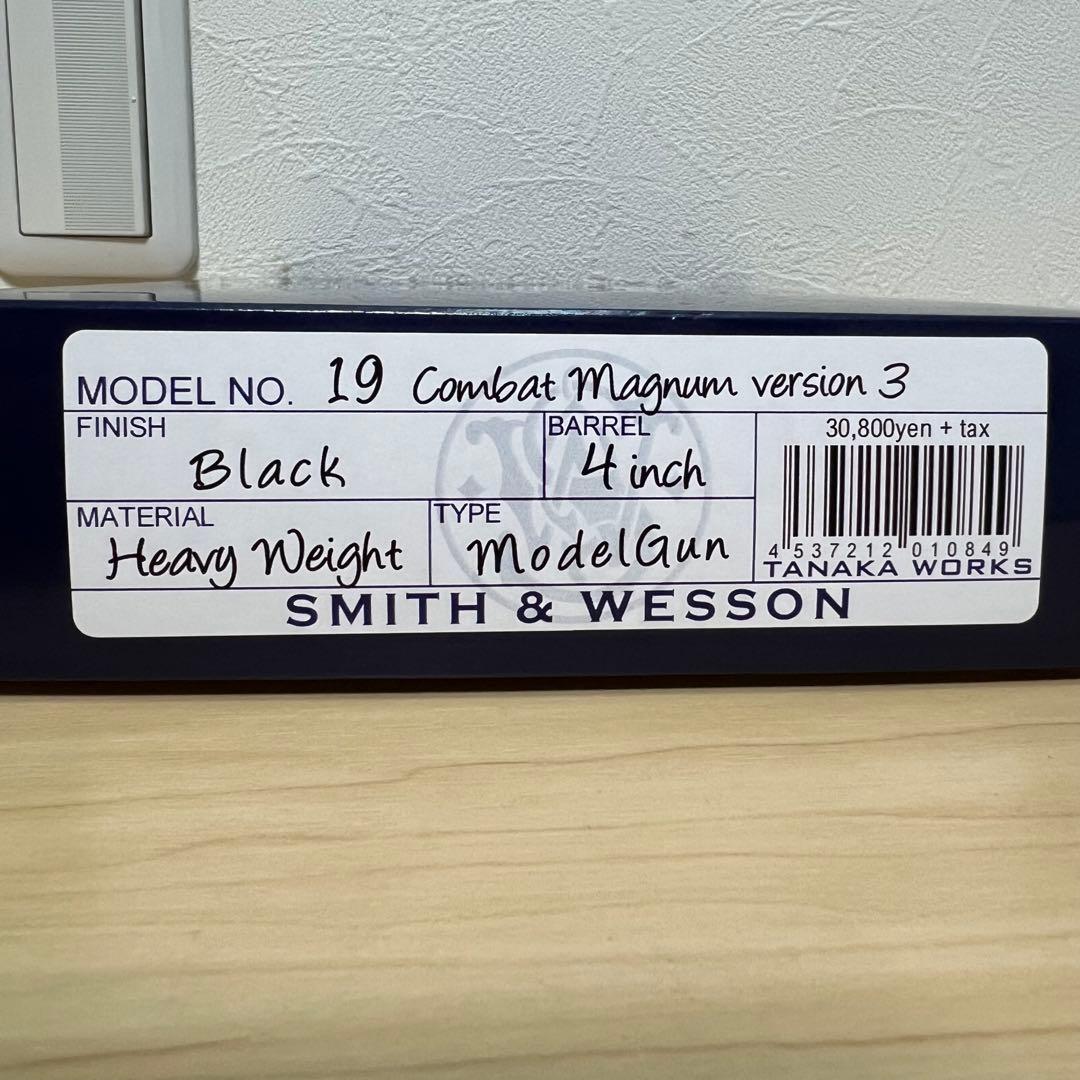 MODEL NO. 19 Combat Magnum version 3
FINISH
Black
BARREL
4 inch
30,800yen + tax
MATERIAL
Heavy Weight
TYPE
ModelGun
4 537212 010849
TANAKA WORKS
SMITH & WESSON